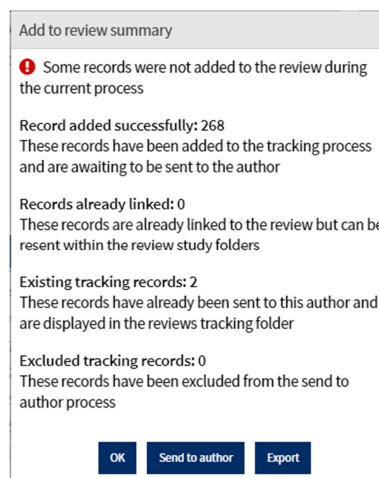 Add to review summary
Some records were not added to the review during
the current process
Record added successfully: 268
These records have been added to the tracking process
and are awaiting to be sent to the author
Records already linked: 0
These records are already linked to the review but can be
resent within the review study folders
Existing tracking records: 2
These records have already been sent to this author and
are displayed in the reviews tracking folder
Excluded tracking records: 0
These records have been excluded from the send to
author process
OK Send to author Export